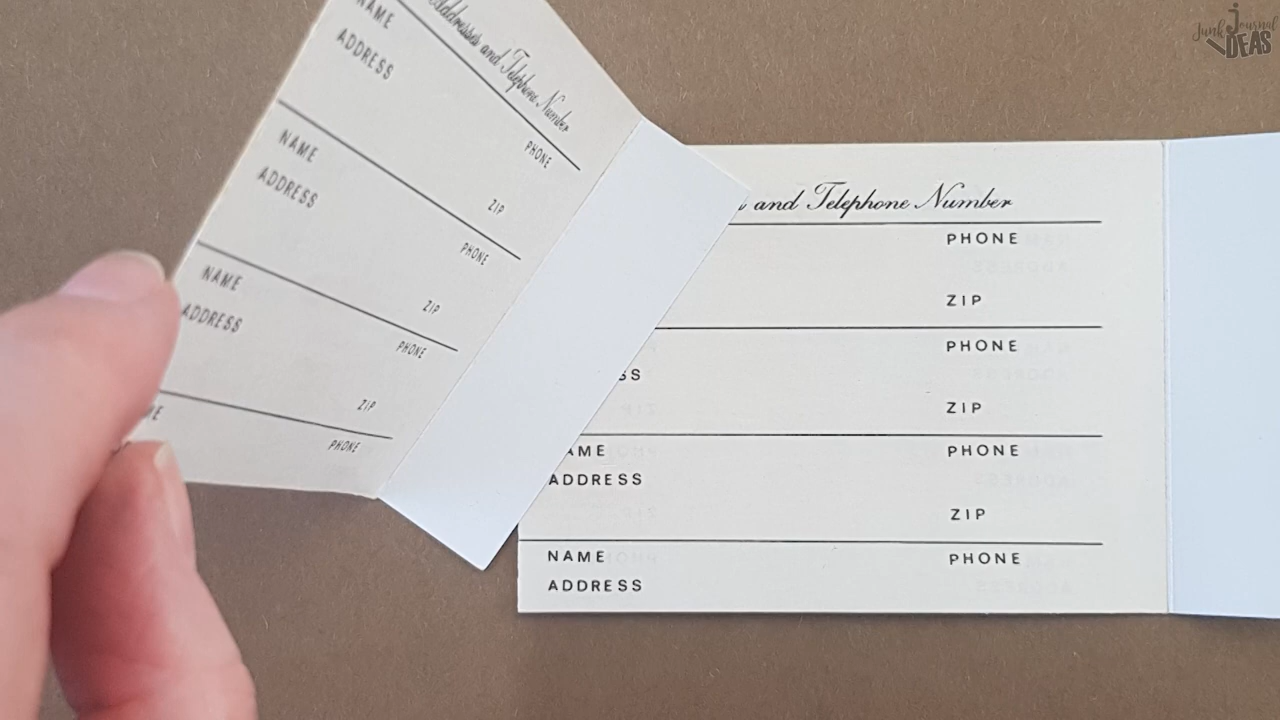 NAME
Addresses and Telephone Number
ADDRESS
PHONE
NAME
ZIP
ADDRESS
PHONE
NAME
ZIP
ADDRESS
PHONE
ZIP
ME
PHONE
and Telephone Number
PHONE
ZIP
PHONE
SS
ZIP
AME PHONE
ADDRESS
ZIP
NAME PHONE
ADDRESS
Junk Journal
IDEAS